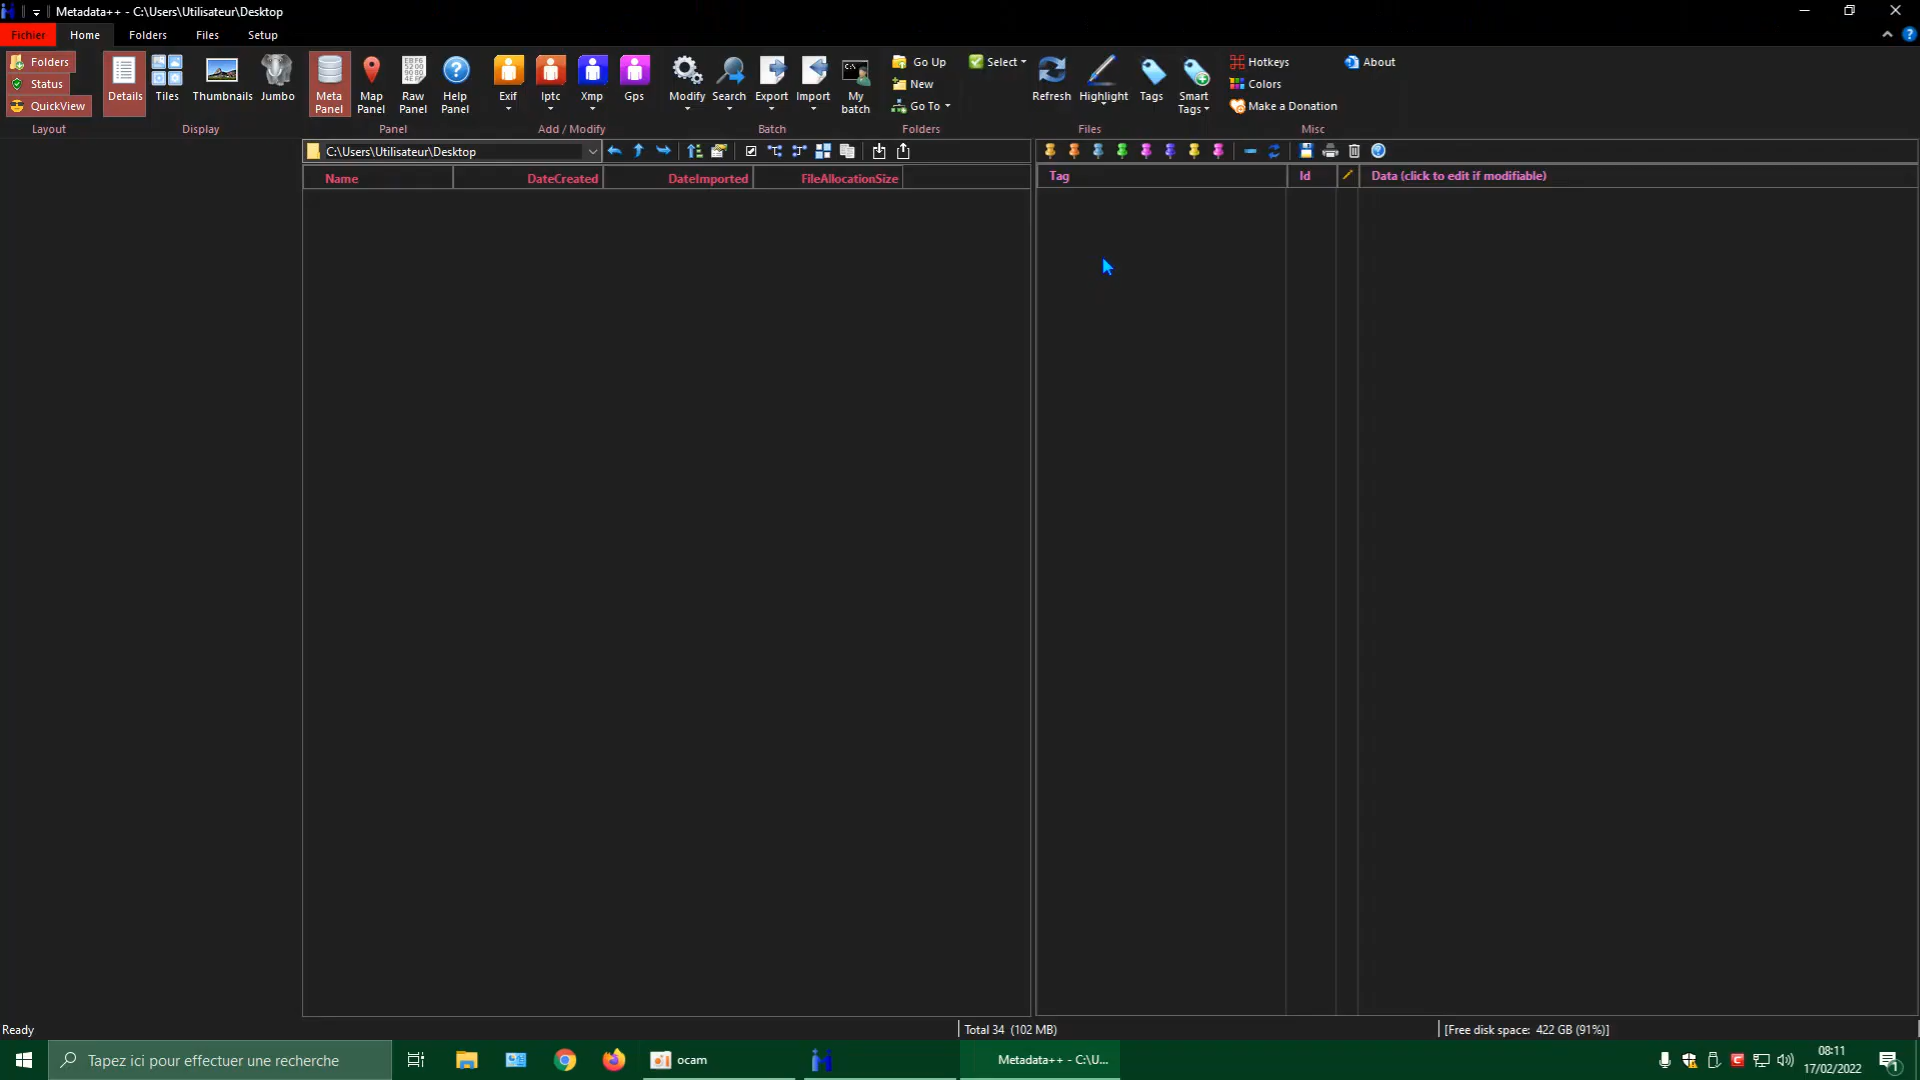 Metadata++ - C:\Users\Utilisateur\Desktop
Fichier Home Folders Files Setup
Folders
Status
QuickView
Layout
Details Tiles Thumbnails Jumbo
Display
Meta Panel Map Panel Raw Panel Help Panel
Panel
Exif Iptc Xmp Gps
Add / Modify
Modify Search Export Import My batch
Batch
Go Up
New
Go To
Folders
Select
Refresh Highlight Tags Smart Tags
Files
Hotkeys
Colors
Make a Donation
About
Misc
C:\Users\Utilisateur\Desktop
Name DateCreated DateImported FileAllocationSize
Tag Id Data (click to edit if modifiable)
Ready
Total 34 (102 MB)
[Free disk space: 422 GB (91%)]
Tapez ici pour effectuer une recherche
ocam
Metadata++ - C:\U...
08:11
17/02/2022
1